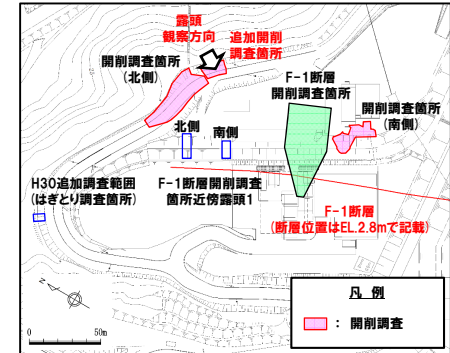 露頭
観察方向
追加開削
調査箇所
開削調査箇所
(北側)
F-1断層
開削調査箇所
開削調査箇所
(南側)
北側
南側
H30追加調査範囲
(はぎとり調査箇所)
F-1断層開削調査
箇所近傍露頭1
F-1断層
(断層位置はEL.2.8mで記載)
N
0
50m
凡 例
: 開削調査